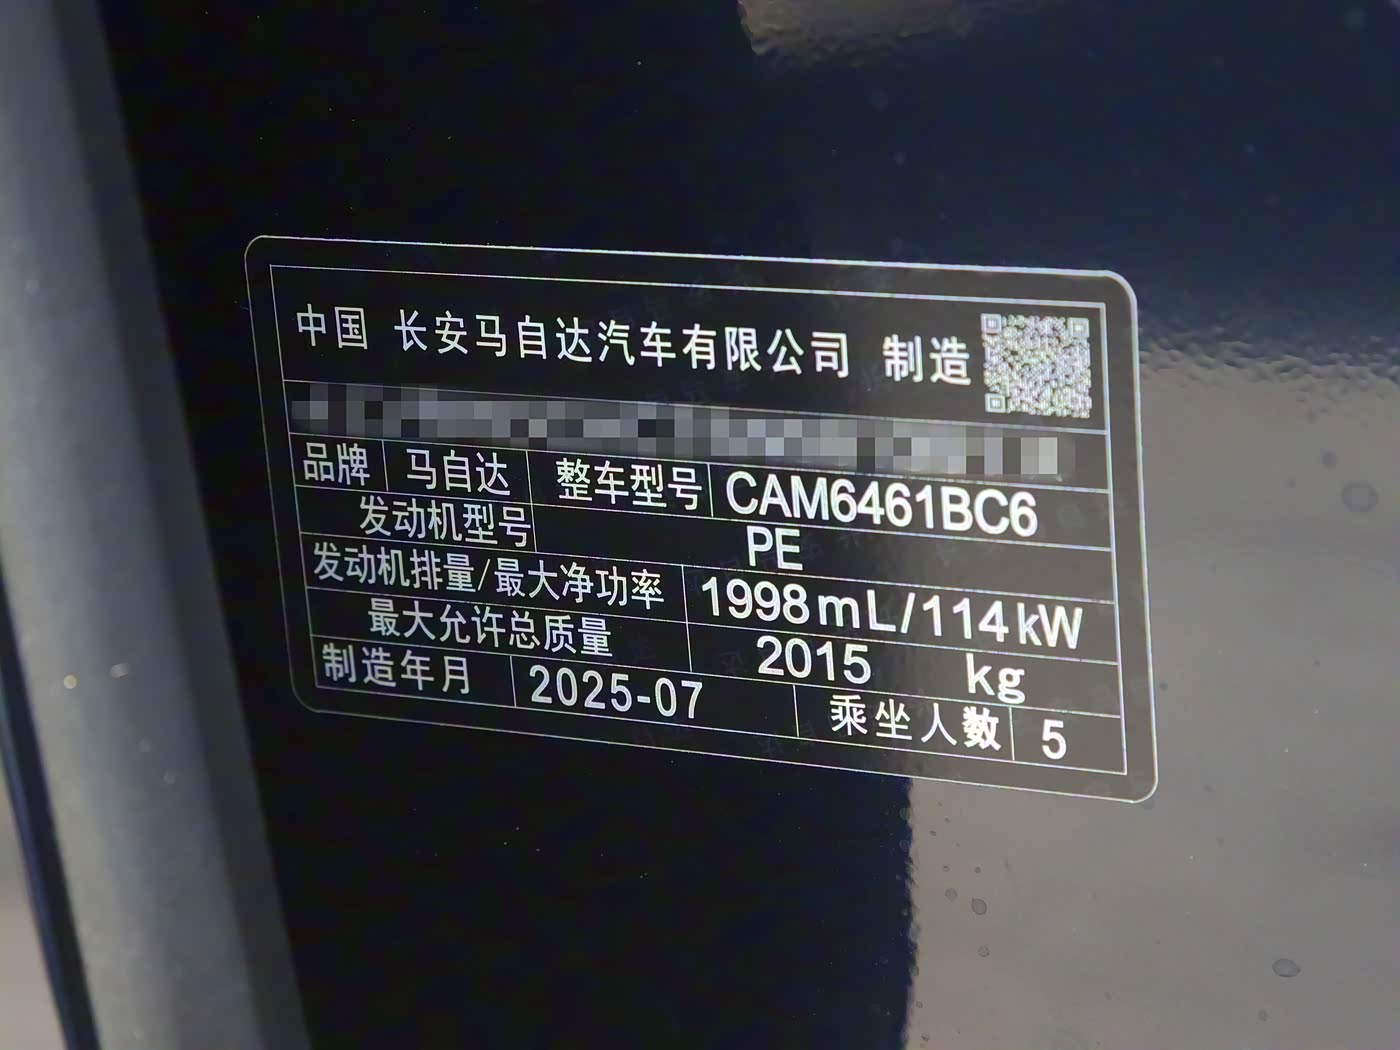 中国 长安马自达汽车有限公司 制造
品牌 马自达 整车型号 CAM6461BC6
发动机型号 PE
发动机排量/最大净功率 1998mL/114kW
最大允许总质量 2015 kg
制造年月 2025-07 乘坐人数 5